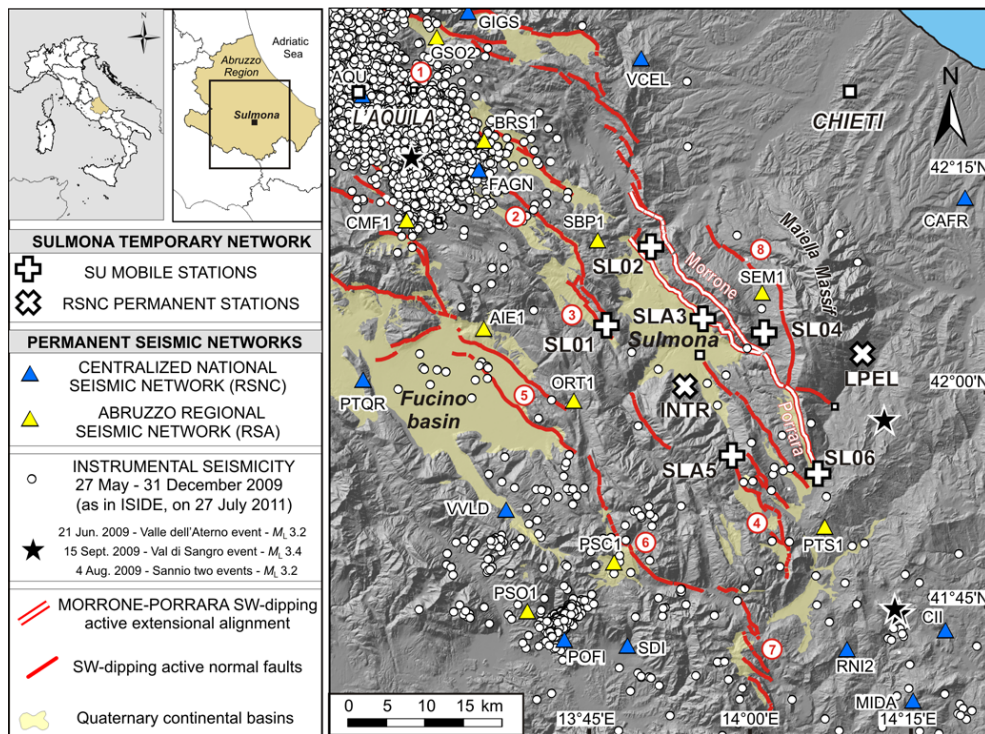 Adriatic
Sea
Abruzzo
Region
Sulmona
SULMONA TEMPORARY NETWORK
SU MOBILE STATIONS
RSNC PERMANENT STATIONS
PERMANENT SEISMIC NETWORKS
CENTRALIZED NATIONAL
SEISMIC NETWORK (RSNC)
ABRUZZO REGIONAL
SEISMIC NETWORK (RSA)
INSTRUMENTAL SEISMICITY
27 May - 31 December 2009
(as in ISIDE, on 27 July 2011)
21 Jun. 2009 - Valle dell'Aterno event - ML 3.2
15 Sept. 2009 - Val di Sangro event - ML 3.4
4 Aug. 2009 - Sannio two events - ML 3.2
MORRONE-PORRARA SW-dipping
active extensional alignment
SW-dipping active normal faults
Quaternary continental basins
GIGS
GSO2
VCEL
1
AQU
N
L'AQUILA
CHIETI
CBRS1
FAGN
42°15'N
CAFR
CMF1
2
SBP1
8
Maiella Massif
SL02
Morrone
SEM1
3
SLA3
AIE1
SL01
Sulmona
SL04
LPEL
42°00'N
PTQR
Fucino
basin
5
ORT1
INTR
Porrara
SLA5
SL06
VVLD
4
PSC1
6
PTS1
PSO1
41°45'N
CII
POFI
SDI
7
RNI2
MIDA
0 5 10 15 km
13°45'E
14°00'E
14°15'E